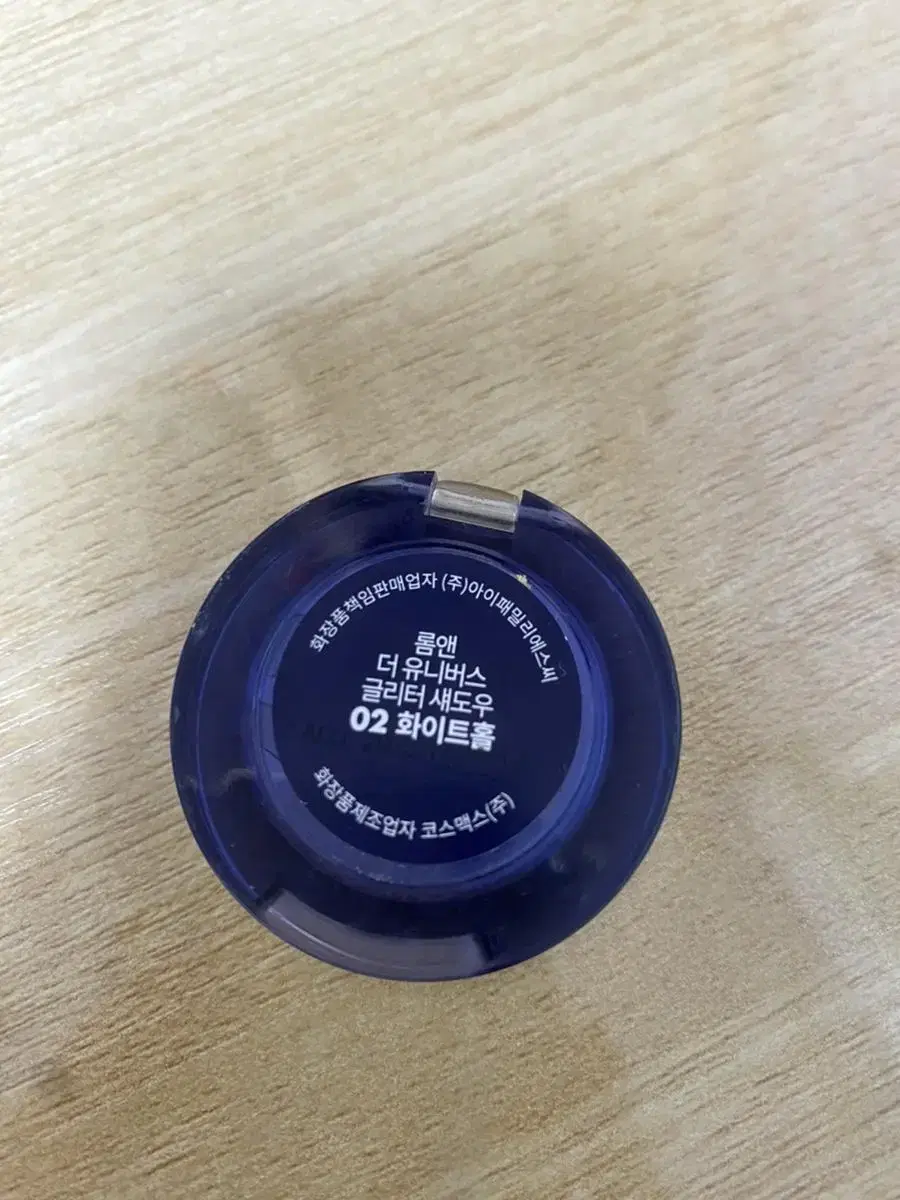 화장품책임판매업자 (주)아이패밀리에스씨
롬앤
더 유니버스
글리터 섀도우
02 화이트홀
화장품제조업자 코스맥스(주)